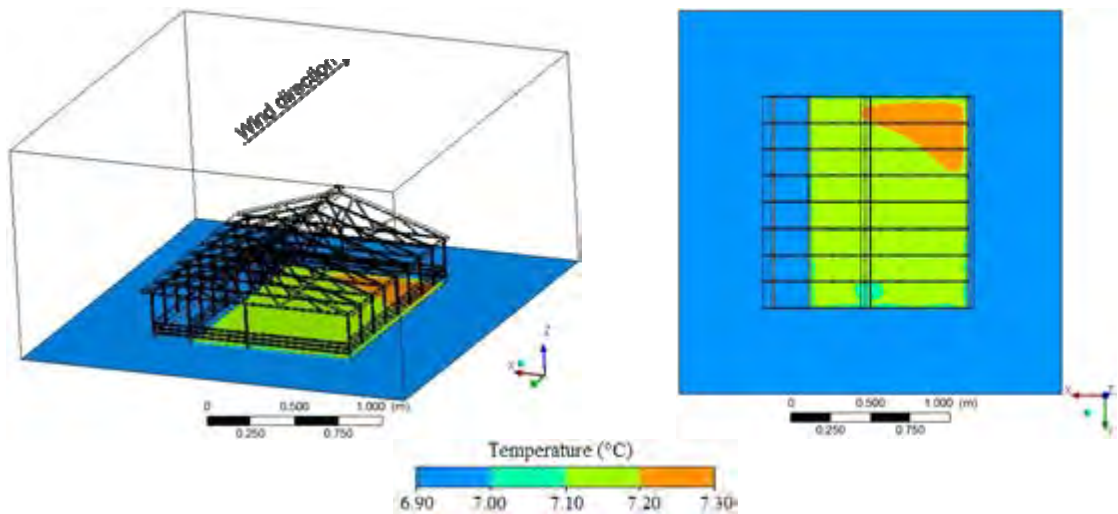 Wind direction
Z
X
0 0.500 1.000 (m)
0.250 0.750
X Z
Y
0 0.500 1.000 (m)
0.250 0.750
Temperature (°C)
6.90 7.00 7.10 7.20 7.30